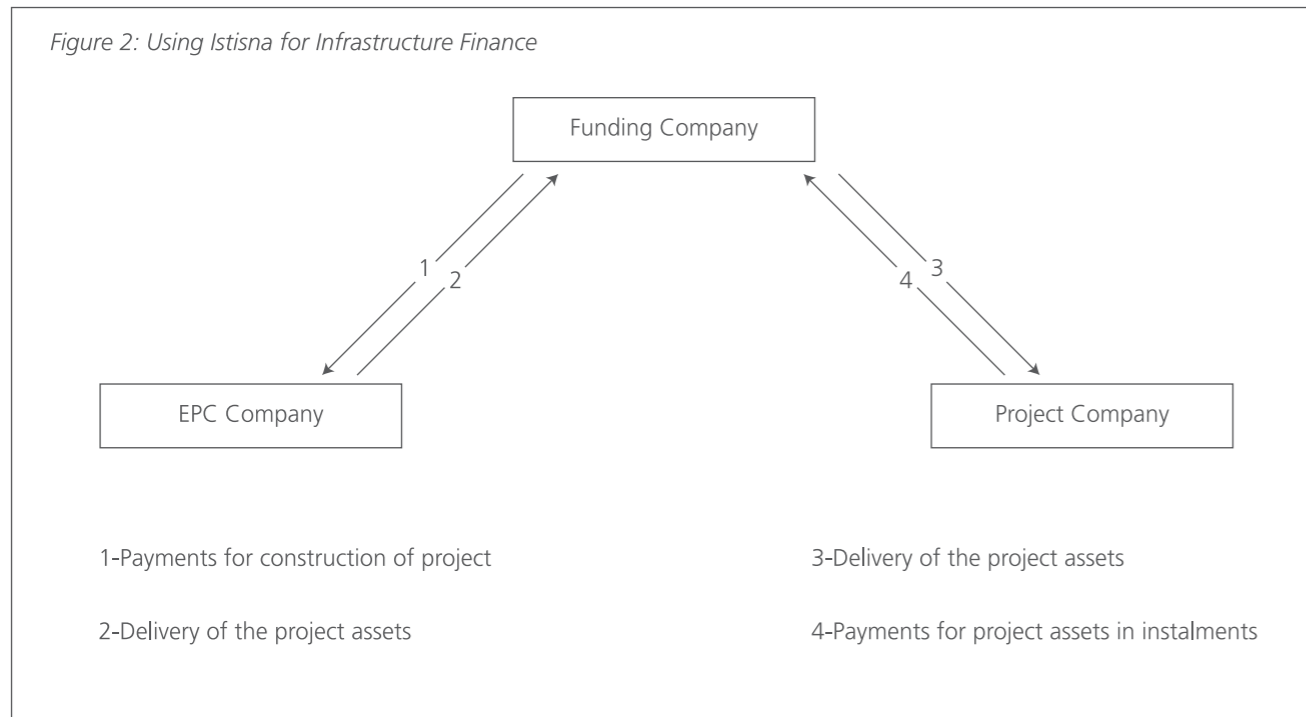 Figure 2: Using Istisna for Infrastructure Finance
Funding Company
1
2
3
4
EPC Company
Project Company
1-Payments for construction of project
3-Delivery of the project assets
2-Delivery of the project assets
4-Payments for project assets in instalments